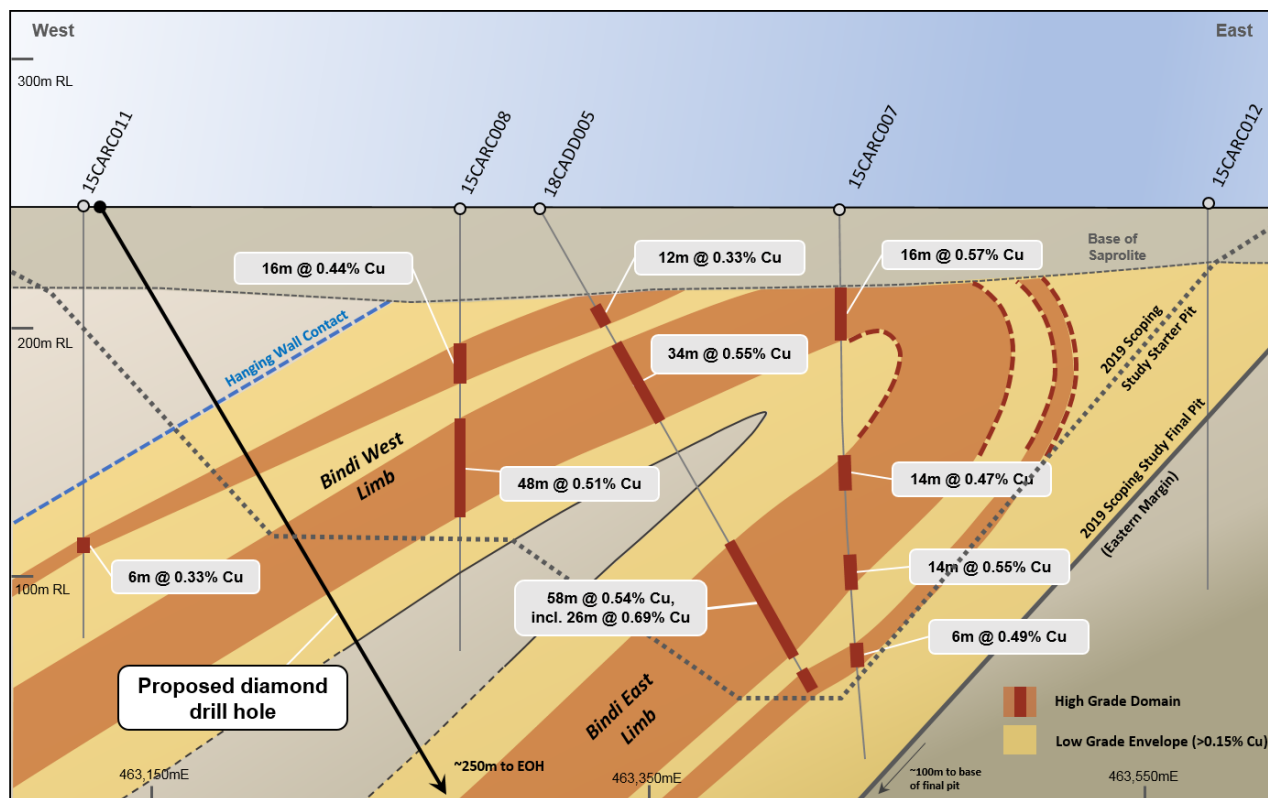 West
East
300m RL
15CARC011
15CARC008
18CADD005
15CARC007
15CARC012
Base of
Saprolite
16m @ 0.44% Cu
12m @ 0.33% Cu
16m @ 0.57% Cu
Hanging Wall Contact
200m RL
34m @ 0.55% Cu
2019 Scoping
Study Starter Pit
Bindi West
Limb
48m @ 0.51% Cu
14m @ 0.47% Cu
2019 Scoping Study Final Pit
(Eastern Margin)
6m @ 0.33% Cu
100m RL
14m @ 0.55% Cu
58m @ 0.54% Cu,
incl. 26m @ 0.69% Cu
6m @ 0.49% Cu
Proposed diamond
drill hole
Bindi East
Limb
High Grade Domain
Low Grade Envelope (>0.15% Cu)
~250m to EOH
463,150mE
463,350mE
~100m to base
of final pit
463,550mE